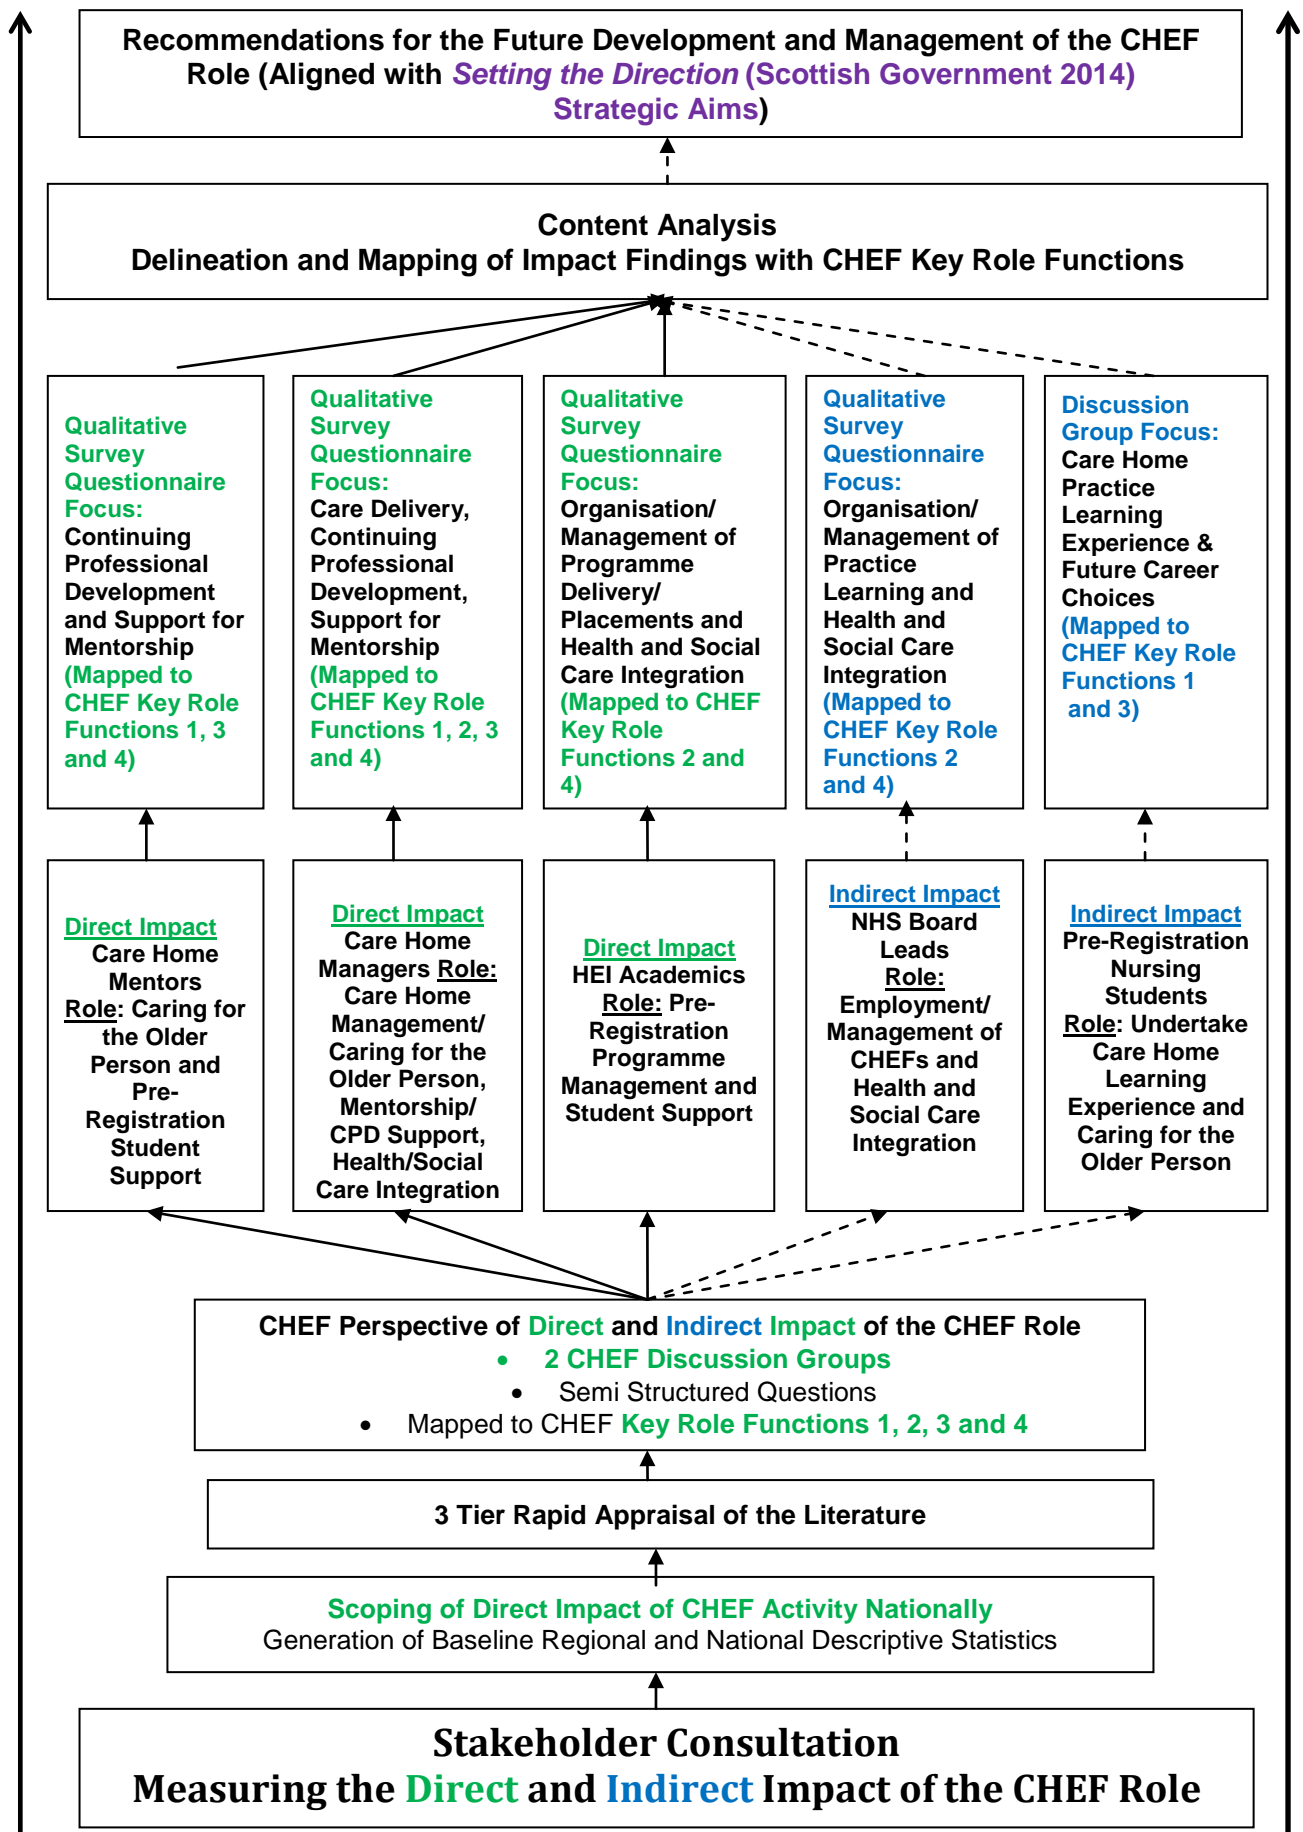 Recommendations for the Future Development and Management of the CHEF
Role (Aligned with Setting the Direction (Scottish Government 2014)
Strategic Aims)
Content Analysis
Delineation and Mapping of Impact Findings with CHEF Key Role Functions
Qualitative
Survey
Questionnaire
Focus:
Continuing
Professional
Development
and Support for
Mentorship
(Mapped to
CHEF Key Role
Functions 1, 3
and 4)
Qualitative
Survey
Questionnaire
Focus:
Care Delivery,
Continuing
Professional
Development,
Support for
Mentorship
(Mapped to
CHEF Key Role
Functions 1, 2, 3
and 4)
Qualitative
Survey
Questionnaire
Focus:
Organisation/
Management of
Programme
Delivery/
Placements and
Health and Social
Care Integration
(Mapped to CHEF
Key Role
Functions 2 and
4)
Qualitative
Survey
Questionnaire
Focus:
Organisation/
Management of
Practice
Learning and
Health and
Social Care
Integration
(Mapped to
CHEF Key Role
Functions 2
and 4)
Discussion
Group Focus:
Care Home
Practice
Learning
Experience &
Future Career
Choices
(Mapped to
CHEF Key Role
Functions 1
and 3)
Direct Impact
Care Home
Mentors
Role: Caring for
the Older
Person and
Pre-
Registration
Student
Support
Direct Impact
Care Home
Managers Role:
Care Home
Management/
Caring for the
Older Person,
Mentorship/
CPD Support,
Health/Social
Care Integration
Direct Impact
HEI Academics
Role: Pre-
Registration
Programme
Management and
Student Support
Indirect Impact
NHS Board
Leads
Role:
Employment/
Management of
CHEFs and
Health and
Social Care
Integration
Indirect Impact
Pre-Registration
Nursing
Students
Role: Undertake
Care Home
Learning
Experience and
Caring for the
Older Person
CHEF Perspective of Direct and Indirect Impact of the CHEF Role
• 2 CHEF Discussion Groups
• Semi Structured Questions
• Mapped to CHEF Key Role Functions 1, 2, 3 and 4
3 Tier Rapid Appraisal of the Literature
Scoping of Direct Impact of CHEF Activity Nationally
Generation of Baseline Regional and National Descriptive Statistics
Stakeholder Consultation
Measuring the Direct and Indirect Impact of the CHEF Role